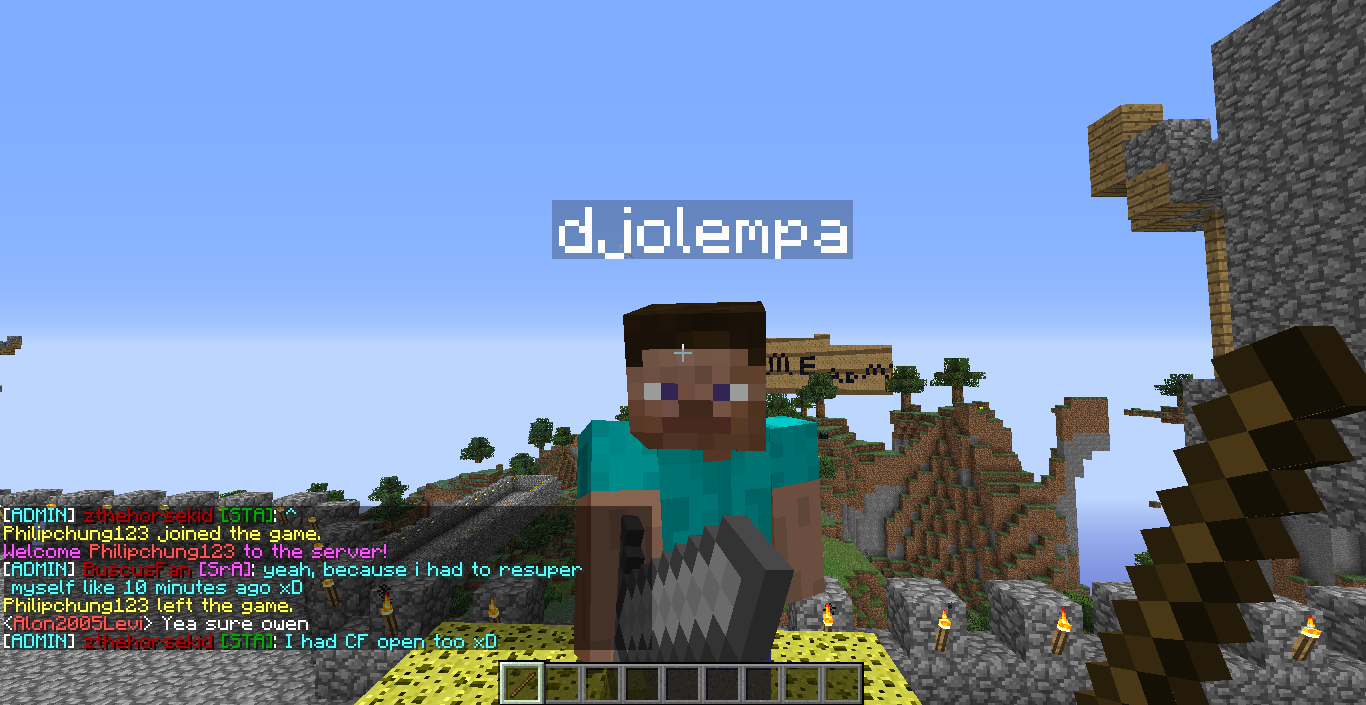 djolempa
ME
[ADMIN] zthehorsekid [STA]: ^
Philipchung123 joined the game.
Welcome Philipchung123 to the server!
[ADMIN] BuscusFan [SrA]: yeah, because i had to resuper
myself like 10 minutes ago xD
Philipchung123 left the game.
<Alon2005Levi> Yea sure owen
[ADMIN] zthehorsekid [STA]: I had CF open too xD